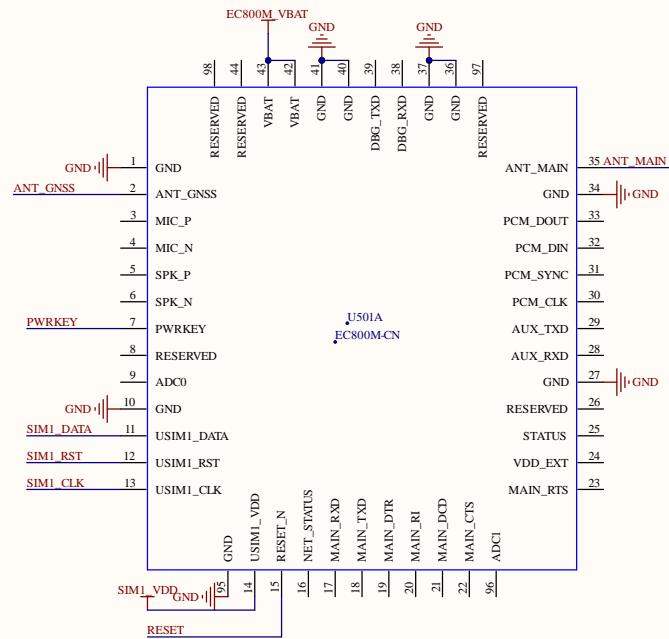 EC800M_VBAT
GND
GND
98
44
43
42
41
40
39
38
37
36
97
RESERVED
RESERVED
VBAT
VBAT
GND
GND
DBG_TXD
DBG_RXD
GND
GND
RESERVED
GND 1 GND
ANT_GNSS 2 ANT_GNSS
3 MIC_P
4 MIC_N
5 SPK_P
6 SPK_N
PWRKEY 7 PWRKEY
8 RESERVED
9 ADC0
GND 10 GND
SIM1_DATA 11 USIM1_DATA
SIM1_RST 12 USIM1_RST
SIM1_CLK 13 USIM1_CLK
ANT_MAIN 35 ANT_MAIN
GND 34 GND
PCM_DOUT 33
PCM_DIN 32
PCM_SYNC 31
PCM_CLK 30
AUX_TXD 29
AUX_RXD 28
GND 27 GND
RESERVED 26
STATUS 25
VDD_EXT 24
MAIN_RTS 23
U501A
EC800M-CN
GND
USIM1_VDD
RESET_N
NET_STATUS
MAIN_RXD
MAIN_TXD
MAIN_DTR
MAIN_RI
MAIN_DCD
MAIN_CTS
ADC1
95
14
15
16
17
18
19
20
21
22
96
SIM1_VDD
GND
RESET